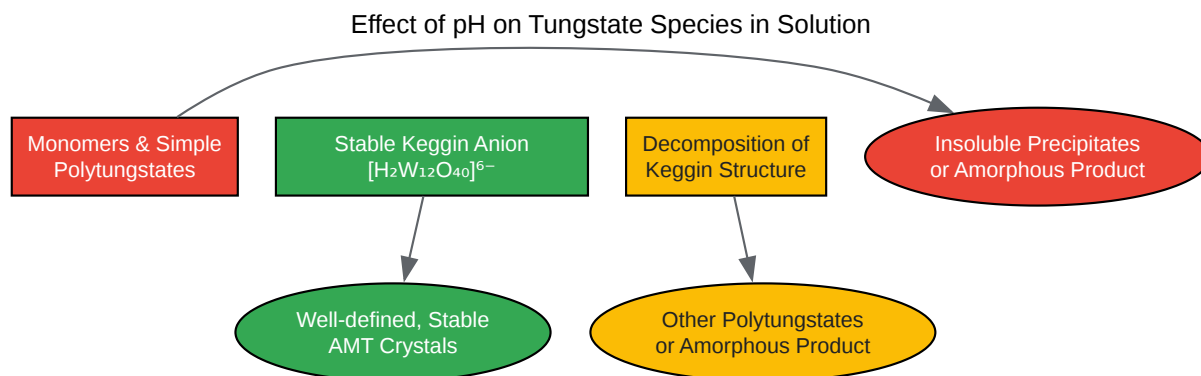 Effect of pH on Tungstate Species in Solution
Monomers & Simple
Polytungstates
Stable Keggin Anion
[H₂W₁₂O₄₀]⁶⁻
Decomposition of
Keggin Structure
Insoluble Precipitates
or Amorphous Product
Well-defined, Stable
AMT Crystals
Other Polytungstates
or Amorphous Product